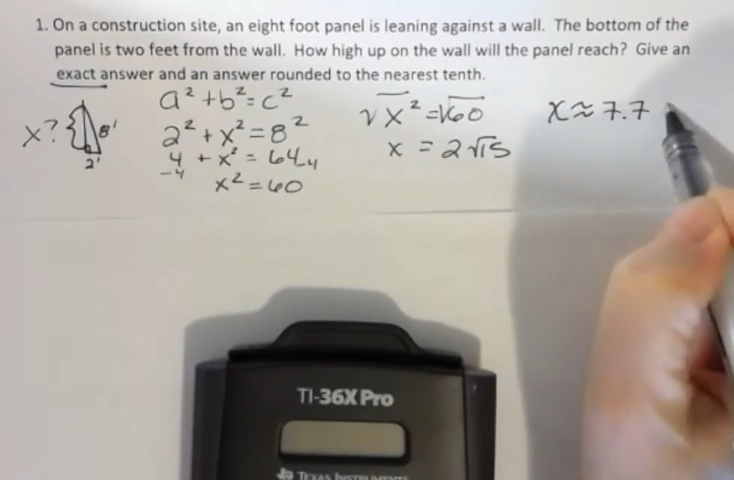 1. On a construction site, an eight foot panel is leaning against a wall. The bottom of the
panel is two feet from the wall. How high up on the wall will the panel reach? Give an
exact answer and an answer rounded to the nearest tenth.
a² + b² = c²
2² + x² = 8²
4 + x² = 64
-4 -4
x² = 60
√x² = √60
x = 2√15
x ≈ 7.7
x? 8'
2'
TI-36X Pro
TEXAS INSTRUMENTS